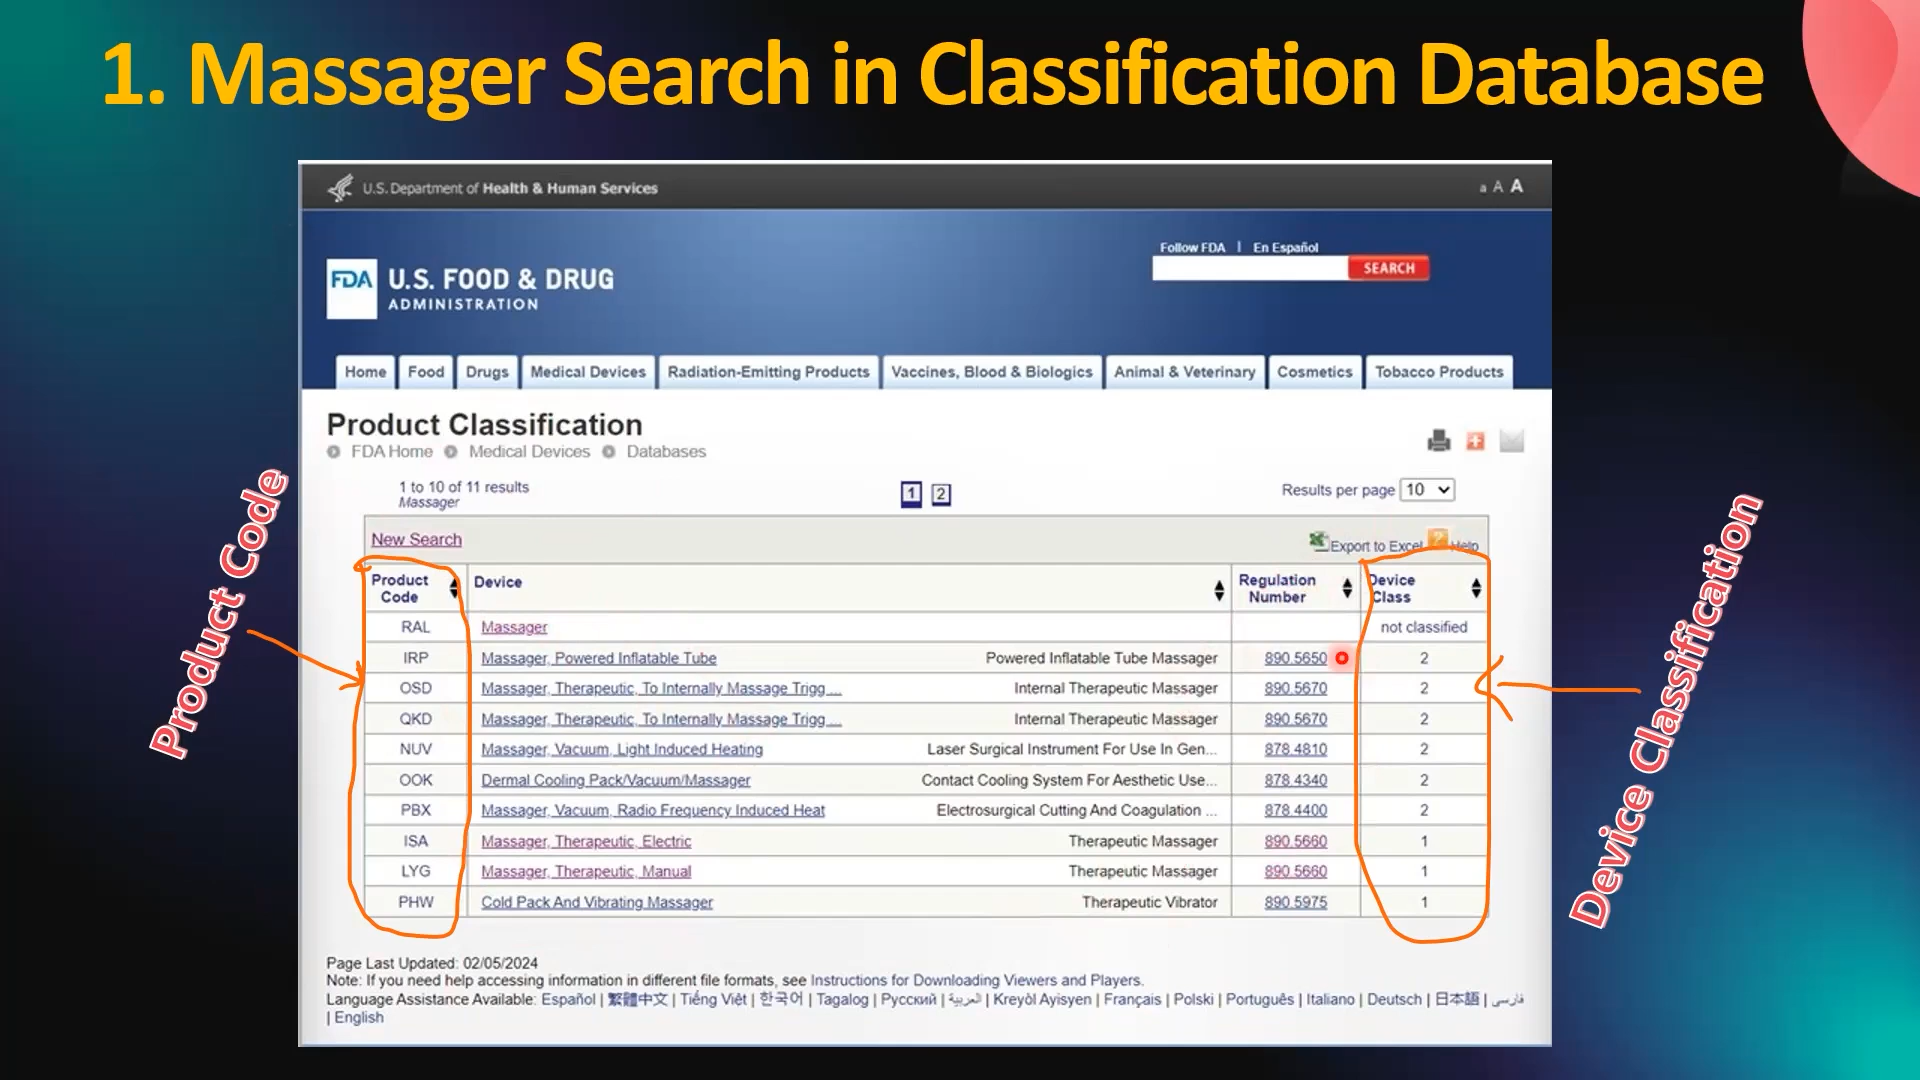 1. Massager Search in Classification Database
U.S. Department of Health & Human Services
a A A
Follow FDA | En Español
SEARCH
FDA U.S. FOOD & DRUG
ADMINISTRATION
Home Food Drugs Medical Devices Radiation-Emitting Products Vaccines, Blood & Biologics Animal & Veterinary Cosmetics Tobacco Products
Product Classification
FDA Home Medical Devices Databases
1 to 10 of 11 results
Massager
1 2
Results per page 10
New Search
Export to Excel Help
Product Code Device Regulation Number Device Class
RAL Massager not classified
IRP Massager, Powered Inflatable Tube Powered Inflatable Tube Massager 890.5650 2
OSD Massager, Therapeutic, To Internally Massage Trigg ... Internal Therapeutic Massager 890.5670 2
QKD Massager, Therapeutic, To Internally Massage Trigg ... Internal Therapeutic Massager 890.5670 2
NUV Massager, Vacuum, Light Induced Heating Laser Surgical Instrument For Use In Gen... 878.4810 2
OOK Dermal Cooling Pack/Vacuum/Massager Contact Cooling System For Aesthetic Use... 878.4340 2
PBX Massager, Vacuum, Radio Frequency Induced Heat Electrosurgical Cutting And Coagulation ... 878.4400 2
ISA Massager, Therapeutic, Electric Therapeutic Massager 890.5660 1
LYG Massager, Therapeutic, Manual Therapeutic Massager 890.5660 1
PHW Cold Pack And Vibrating Massager Therapeutic Vibrator 890.5975 1
Page Last Updated: 02/05/2024
Note: If you need help accessing information in different file formats, see Instructions for Downloading Viewers and Players.
Language Assistance Available: Español | 繁體中文 | Tiếng Việt | 한국어 | Tagalog | Русский | العربية | Kreyòl Ayisyen | Français | Polski | Português | Italiano | Deutsch | 日本語 | فارسی
| English
Product Code
Device Classification